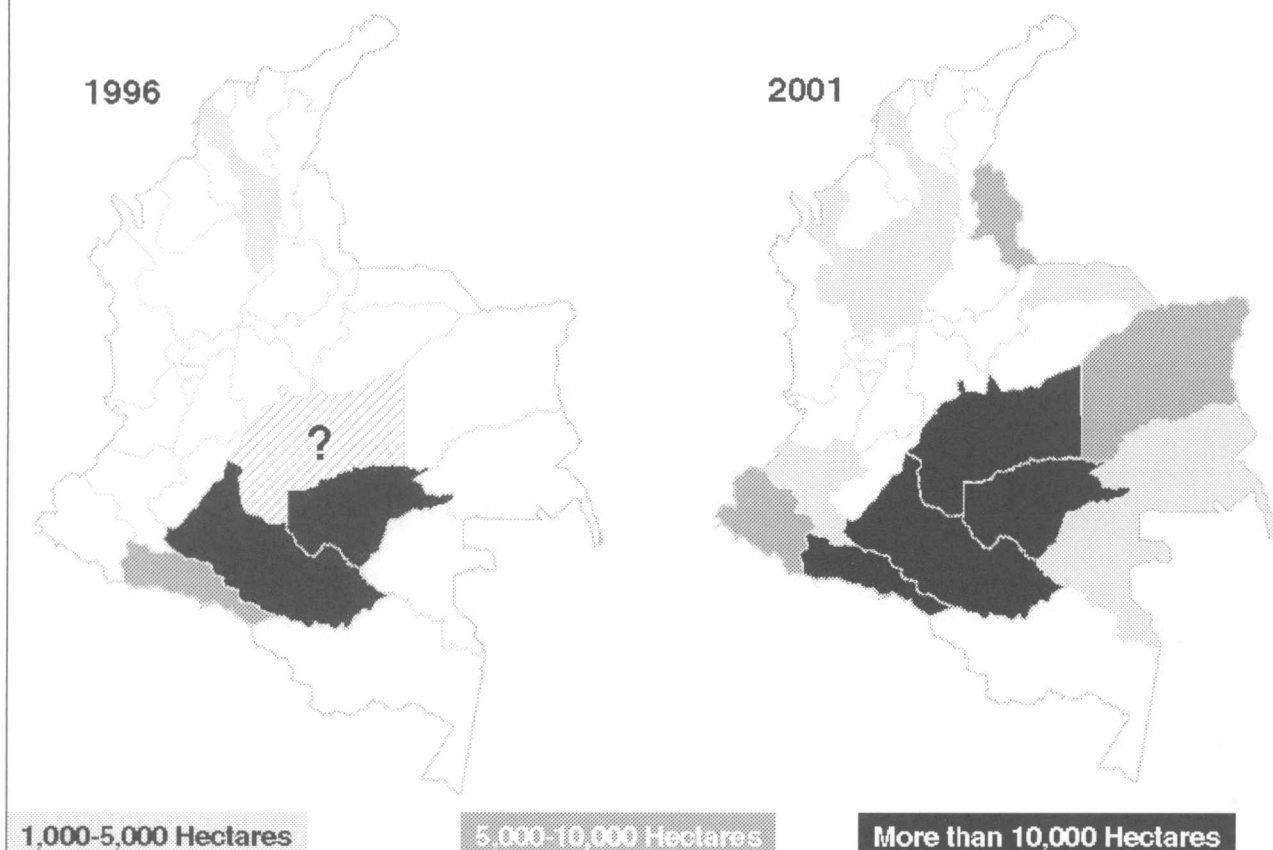 1996
2001
?
1,000-5,000 Hectares
5,000-10,000 Hectares
More than 10,000 Hectares